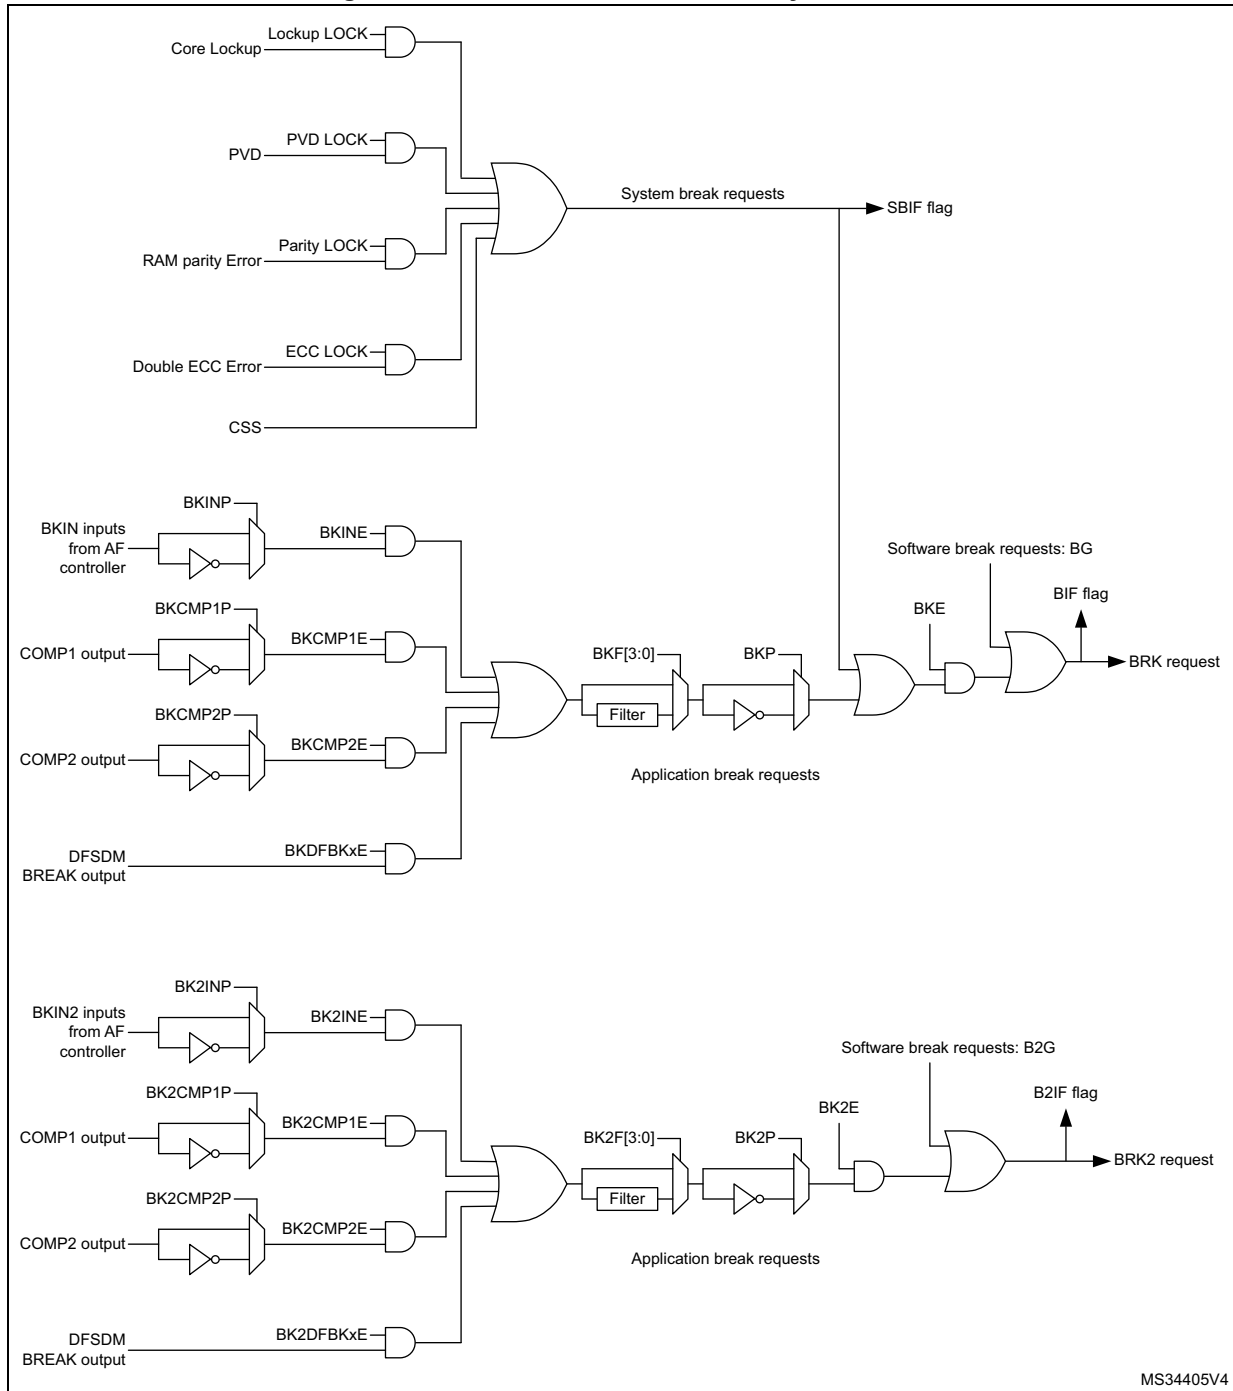 Lockup LOCK
Core Lockup
PVD LOCK
PVD
System break requests
SBIF flag
Parity LOCK
RAM parity Error
ECC LOCK
Double ECC Error
CSS
BKINP
BKIN inputs
from AF
controller
BKINE
Software break requests: BG
BIF flag
BKCMP1P
BKE
COMP1 output
BKCMP1E
BKF[3:0]
BKP
BRK request
BKCMP2P
Filter
COMP2 output
BKCMP2E
Application break requests
DFSDM
BREAK output
BKDFBKxE
BK2INP
BKIN2 inputs
from AF
controller
BK2INE
Software break requests: B2G
B2IF flag
BK2CMP1P
BK2E
COMP1 output
BK2CMP1E
BK2F[3:0]
BK2P
BRK2 request
BK2CMP2P
Filter
COMP2 output
BK2CMP2E
Application break requests
DFSDM
BREAK output
BK2DFBKxE
MS34405V4